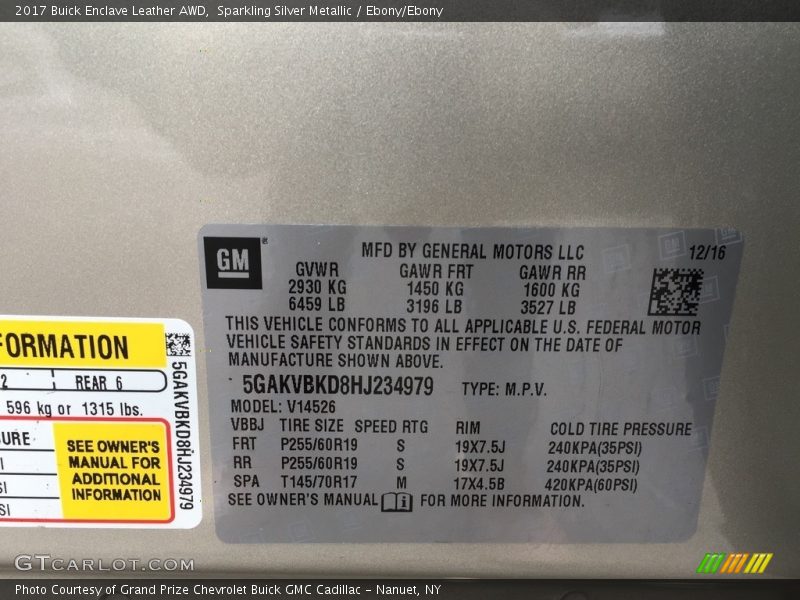 2017 Buick Enclave Leather AWD,  Sparkling Silver Metallic / Ebony/Ebony
GM
MFD BY GENERAL MOTORS LLC
12/16
GVWR GAWR FRT GAWR RR
2930 KG 1450 KG 1600 KG
6459 LB 3196 LB 3527 LB
THIS VEHICLE CONFORMS TO ALL APPLICABLE U.S. FEDERAL MOTOR
VEHICLE SAFETY STANDARDS IN EFFECT ON THE DATE OF
MANUFACTURE SHOWN ABOVE.
5GAKVBKD8HJ234979 TYPE: M.P.V.
MODEL: V14526
VBBJ TIRE SIZE SPEED RTG RIM COLD TIRE PRESSURE
FRT P255/60R19 S 19X7.5J 240KPA(35PSI)
RR P255/60R19 S 19X7.5J 240KPA(35PSI)
SPA T145/70R17 M 17X4.5B 420KPA(60PSI)
SEE OWNER'S MANUAL i FOR MORE INFORMATION.
FORMATION
2 REAR 6
596 kg or 1315 lbs.
SURE
SEE OWNER'S
MANUAL FOR
ADDITIONAL
INFORMATION
5GAKVBKD8HJ234979
GTCARLOT.COM
Photo Courtesy of Grand Prize Chevrolet Buick GMC Cadillac - Nanuet, NY